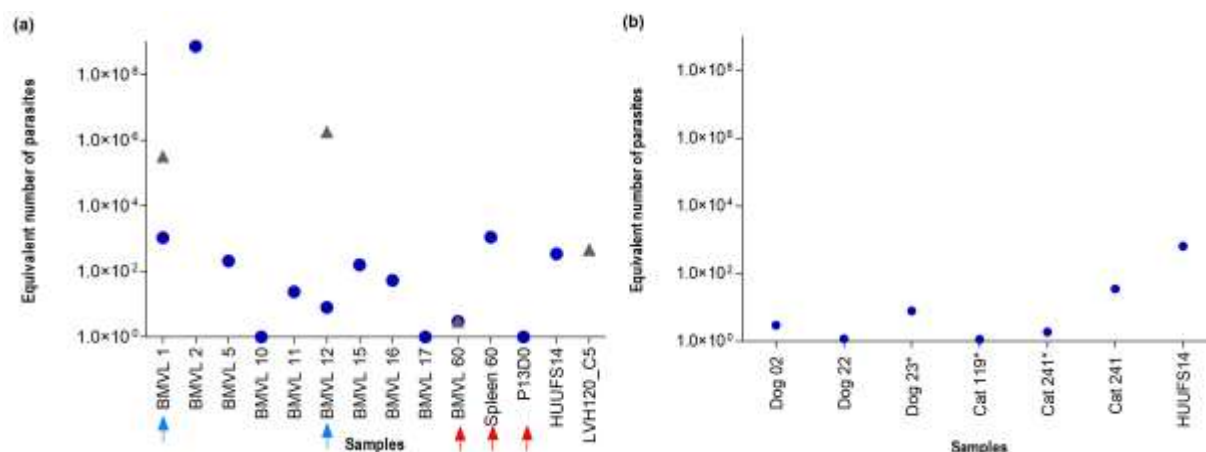 (a)
Equivalent number of parasites
1.0×10⁸
1.0×10⁶
1.0×10⁴
1.0×10²
1.0×10⁰
BMVL 1
BMVL 2
BMVL 5
BMVL 10
BMVL 11
BMVL 12
BMVL 15
BMVL 16
BMVL 17
BMVL 60
Spleen 60
P13D0
HUUFS14
LVH120_C5
Samples
(b)
Equivalent number of parasites
1.0×10⁸
1.0×10⁶
1.0×10⁴
1.0×10²
1.0×10⁰
Dog 02
Dog 22
Dog 23*
Cat 119*
Cat 241*
Cat 241
HUUFS14
Samples